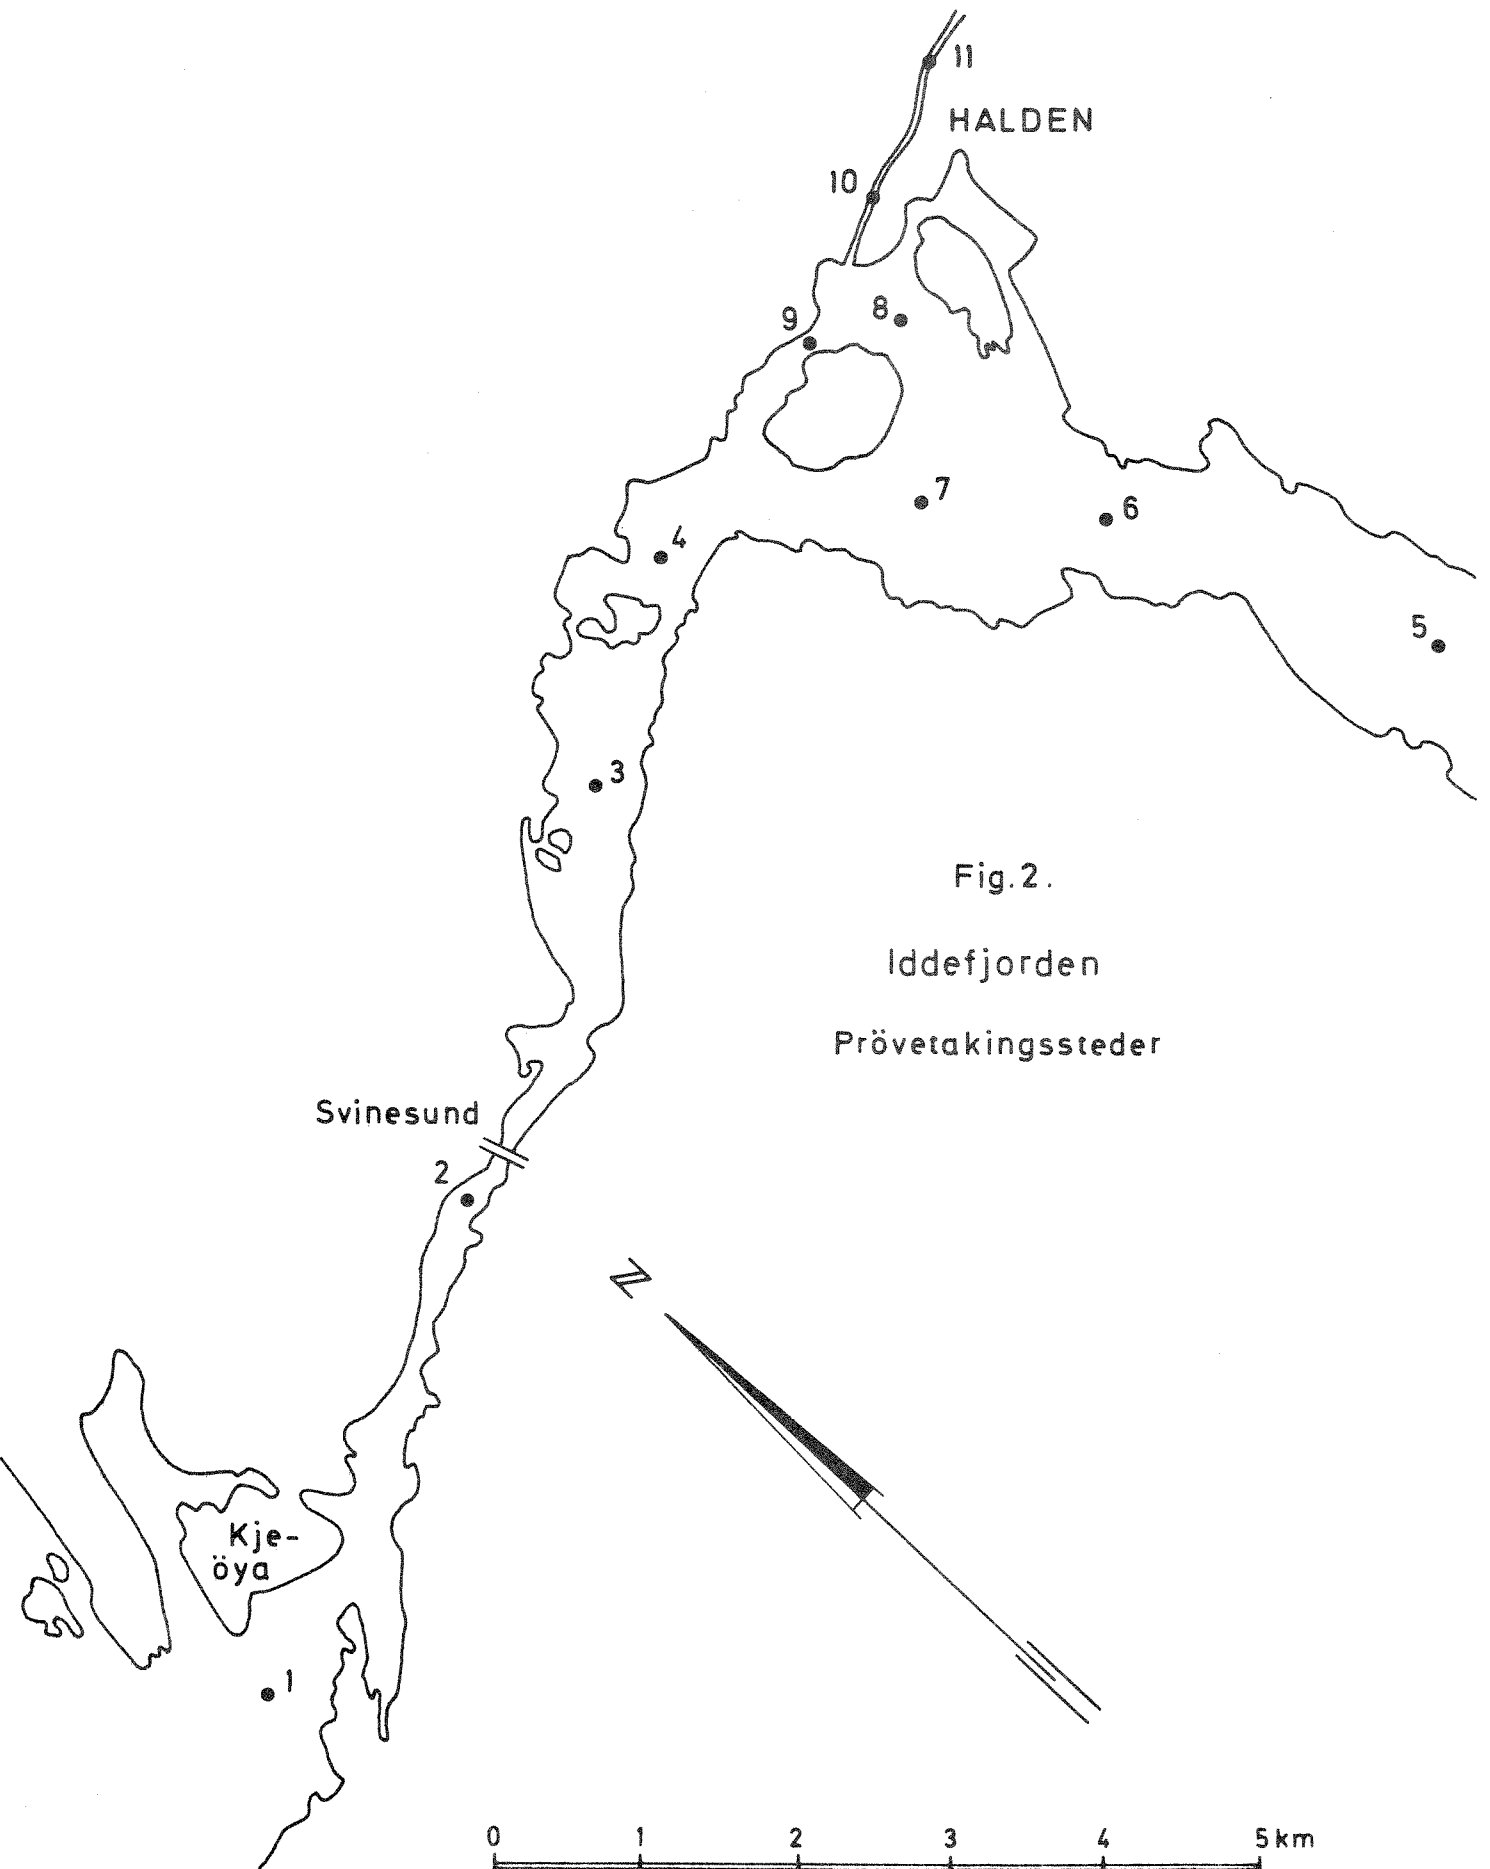 11
HALDEN
10
8
9
7
6
4
5
3
Fig.2.
Iddefjorden
Prövetakingssteder
Svinesund
2
N
Kje-
öya
1
0 1 2 3 4 5 km